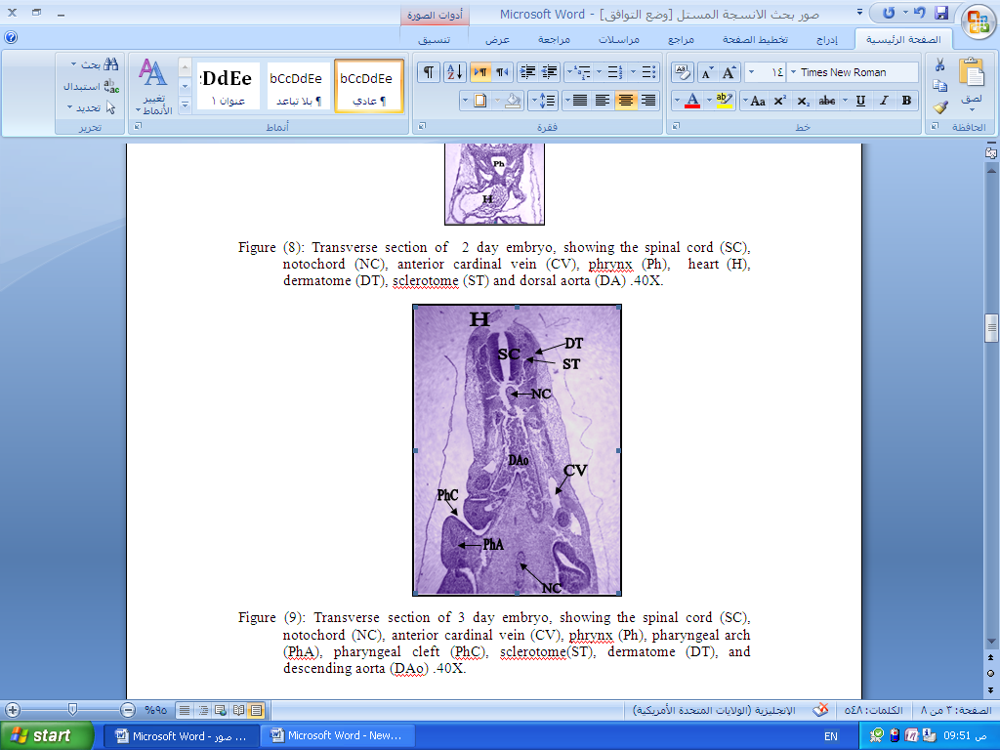 أدوات الصورة
صور بحث الانسجة المستل [وضع التوافق] - Microsoft Word
الصفحة الرئيسية إدراج تخطيط الصفحة مراجع مراسلات مراجعة عرض تنسيق
لصق
الحافظة
Times New Roman ١٤
B I U abc x₂ x² Aa ab A
خط
فقرة
bCcDdEe bCcDdEe :DdEe
¶ عادي ¶ بلا تباعد عنوان ١
تغيير الأنماط
أنماط
بحث
استبدال
تحديد
تحرير
Ph
H
Figure (8): Transverse section of 2 day embryo, showing the spinal cord (SC),
notochord (NC), anterior cardinal vein (CV), phrynx (Ph), heart (H),
dermatome (DT), sclerotome (ST) and dorsal aorta (DA) .40X.
H
DT
SC
ST
NC
DAo
CV
PhC
PhA
NC
Figure (9): Transverse section of 3 day embryo, showing the spinal cord (SC),
notochord (NC), anterior cardinal vein (CV), phrynx (Ph), pharyngeal arch
(PhA), pharyngeal cleft (PhC), sclerotome(ST), dermatome (DT), and
descending aorta (DAo) .40X.
الصفحة: ٣ من ٨ الكلمات: ٥٤٨ الإنجليزية (الولايات المتحدة الأمريكية) ٩٥%
start
Microsoft Word - صور ...
Microsoft Word - New...
EN
09:51 ص